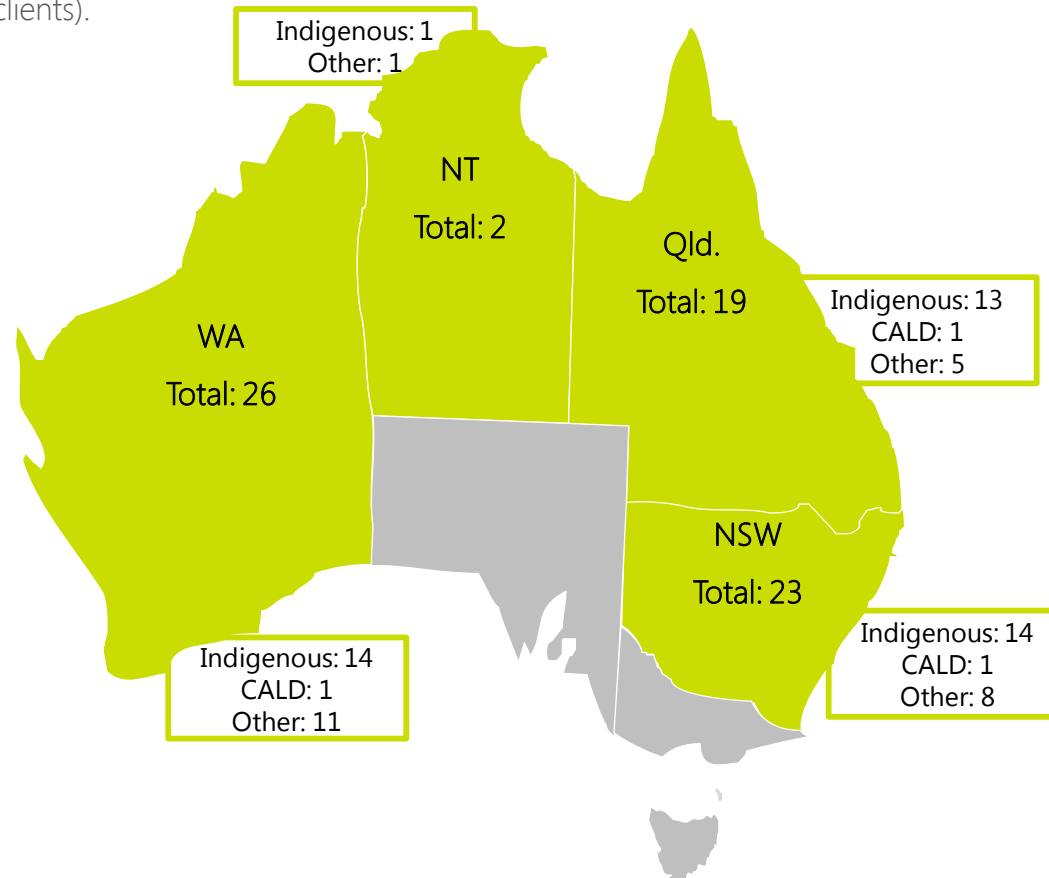 clients).
Indigenous: 1
Other: 1
NT
Total: 2
Qld.
Total: 19
Indigenous: 13
CALD: 1
Other: 5
WA
Total: 26
NSW
Total: 23
Indigenous: 14
CALD: 1
Other: 8
Indigenous: 14
CALD: 1
Other: 11